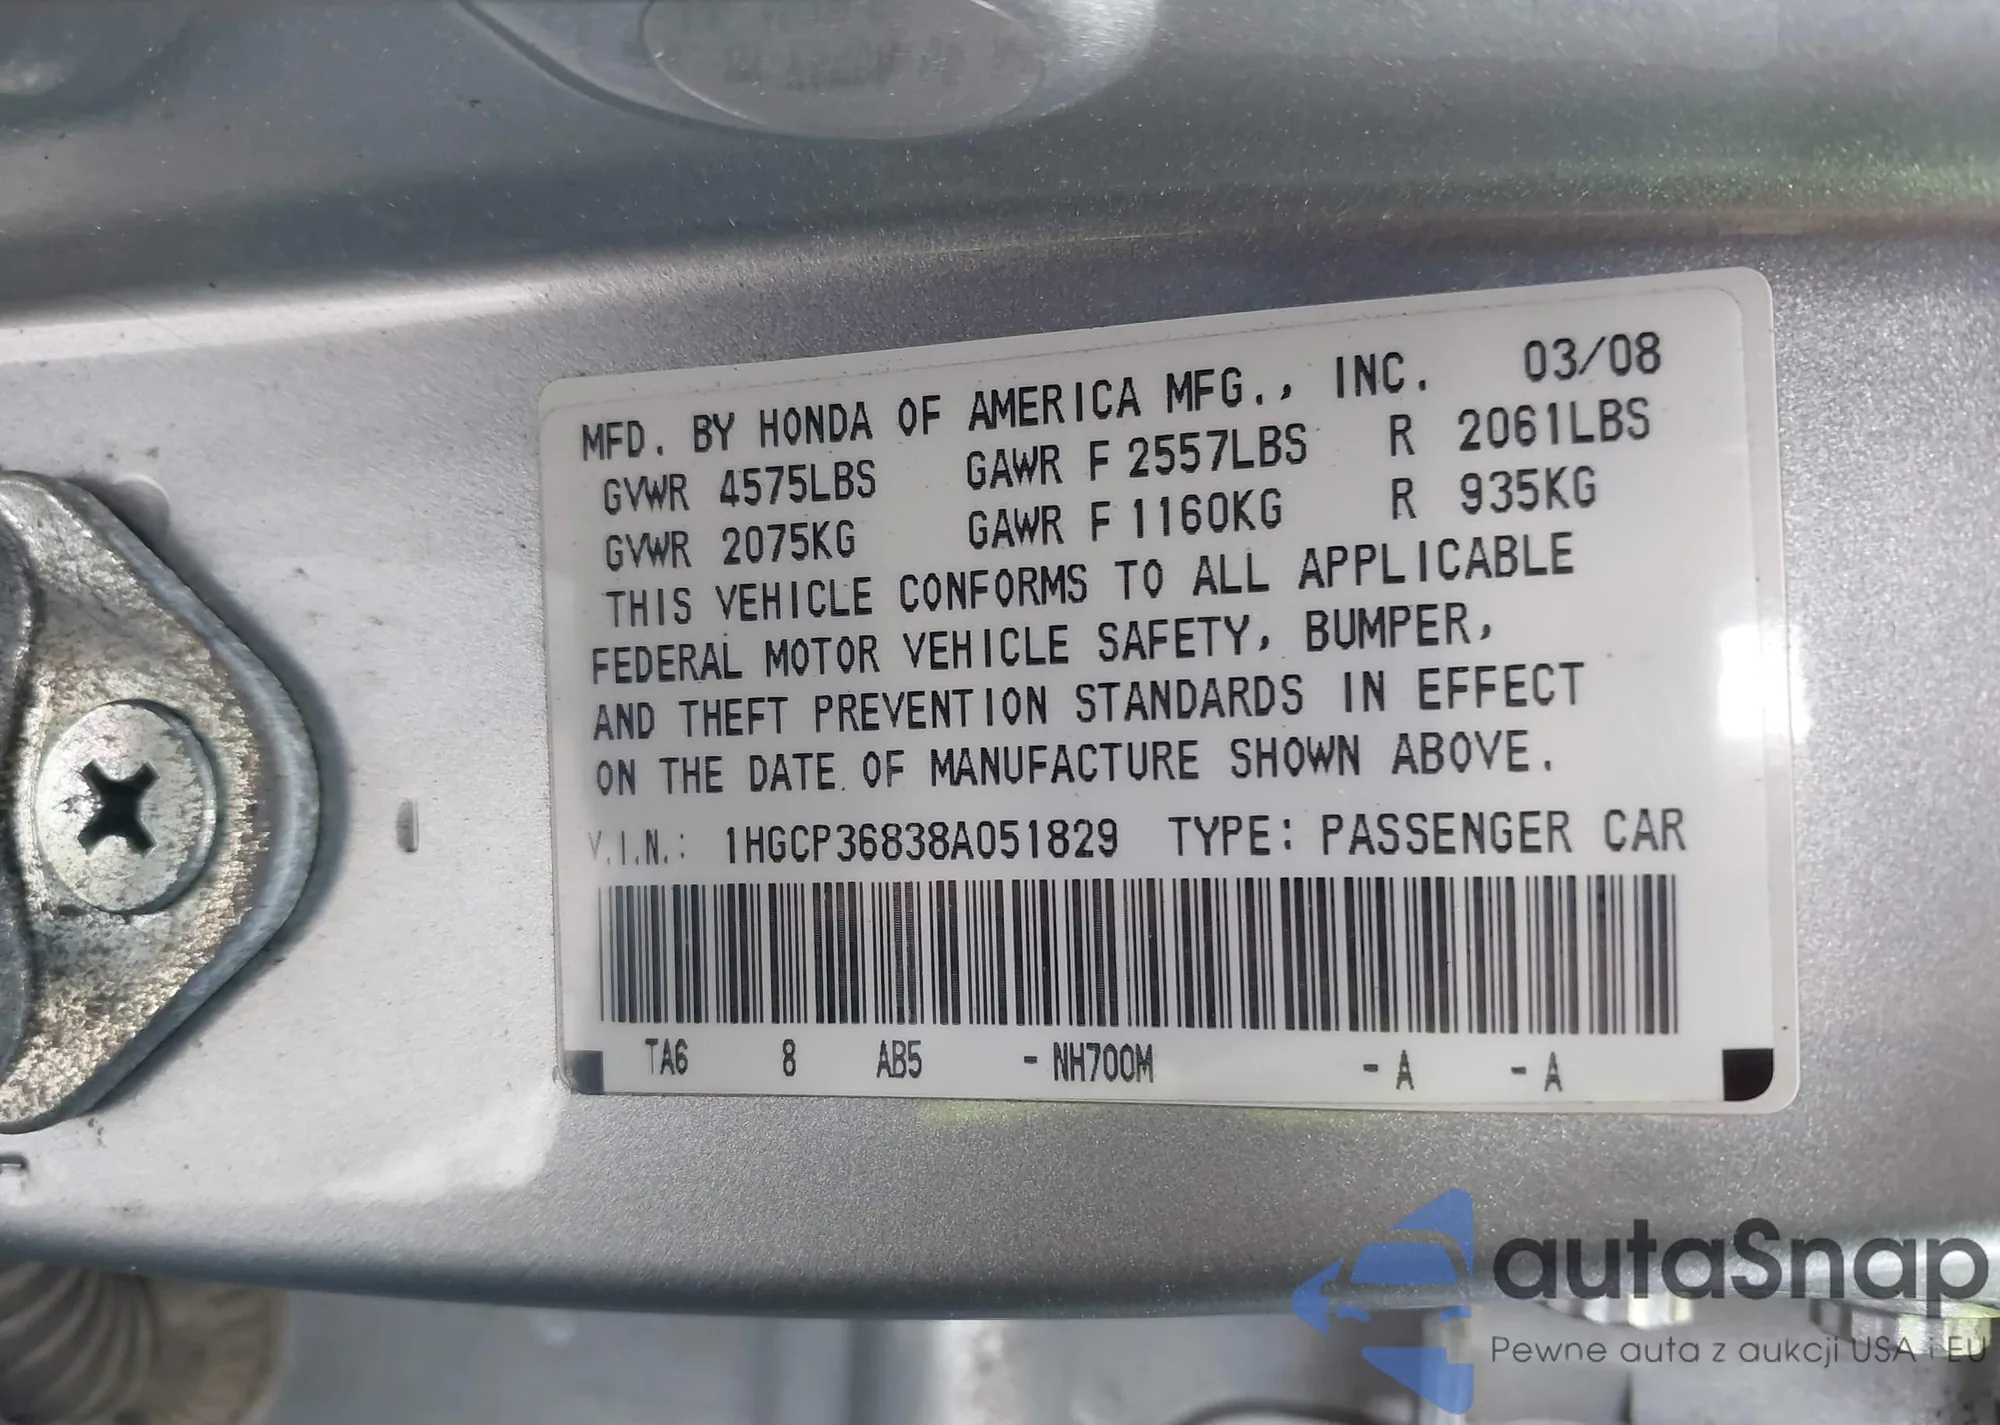 MFD. BY HONDA OF AMERICA MFG., INC. 03/08
GVWR 4575LBS GAWR F 2557LBS R 2061LBS
GVWR 2075KG GAWR F 1160KG R 935KG
THIS VEHICLE CONFORMS TO ALL APPLICABLE
FEDERAL MOTOR VEHICLE SAFETY, BUMPER,
AND THEFT PREVENTION STANDARDS IN EFFECT
ON THE DATE OF MANUFACTURE SHOWN ABOVE.
V.I.N.: 1HGCP36838A051829 TYPE: PASSENGER CAR
TA6 8 AB5 - NH700M - A - A
autaSnap
Pewne auta z aukcji USA i EU